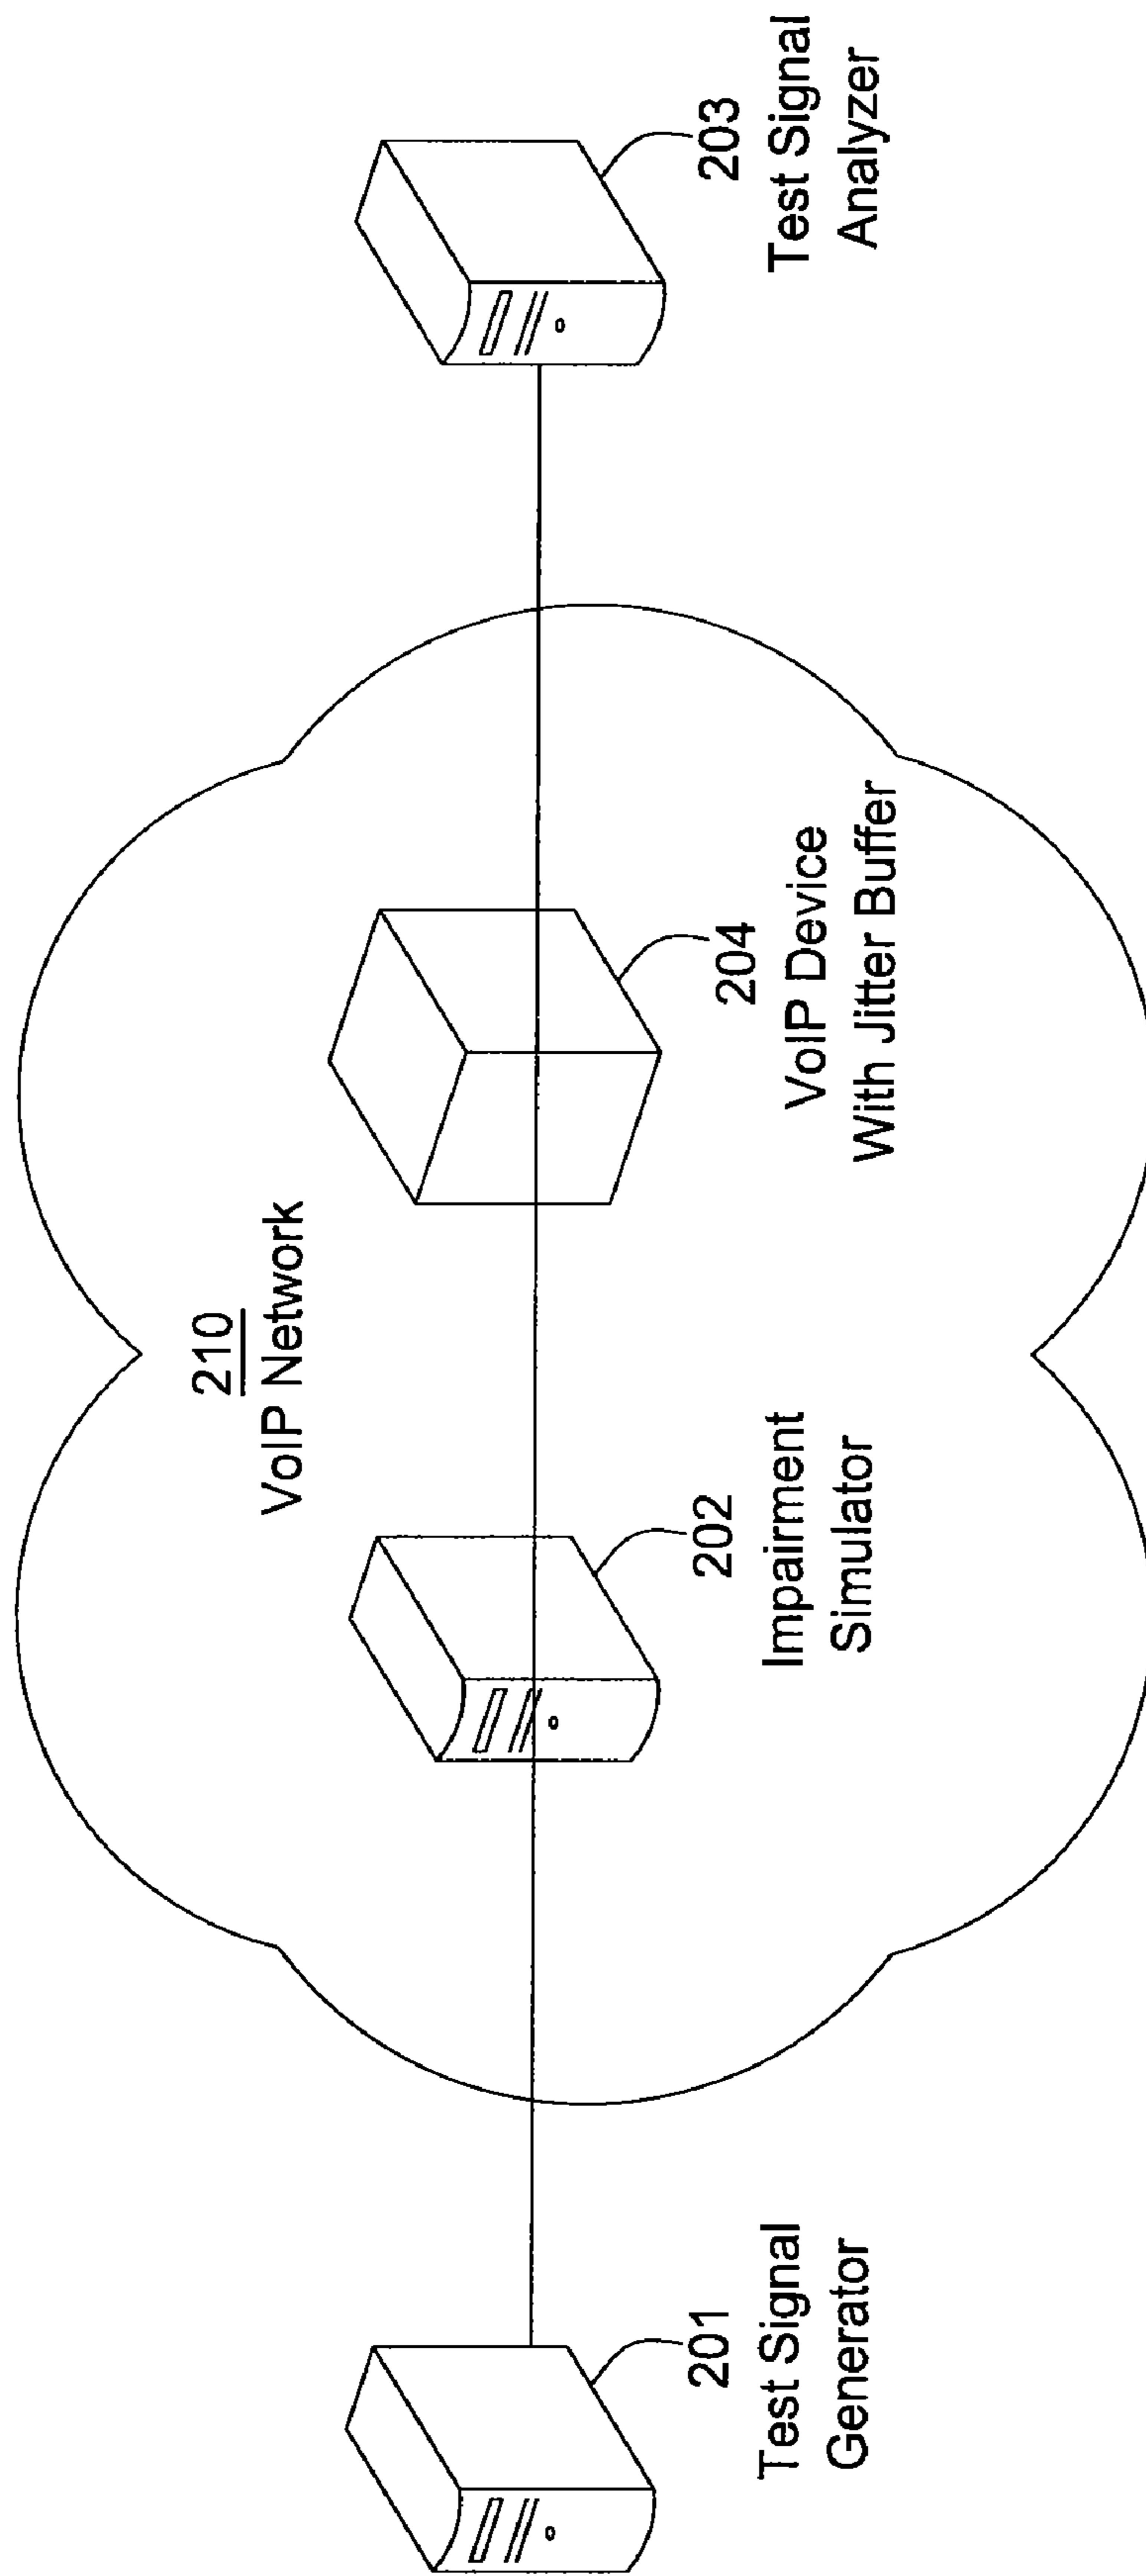 210
VoIP Network
201
Test Signal
Generator
202
Impairment
Simulator
204
VoIP Device
With Jitter Buffer
203
Test Signal
Analyzer